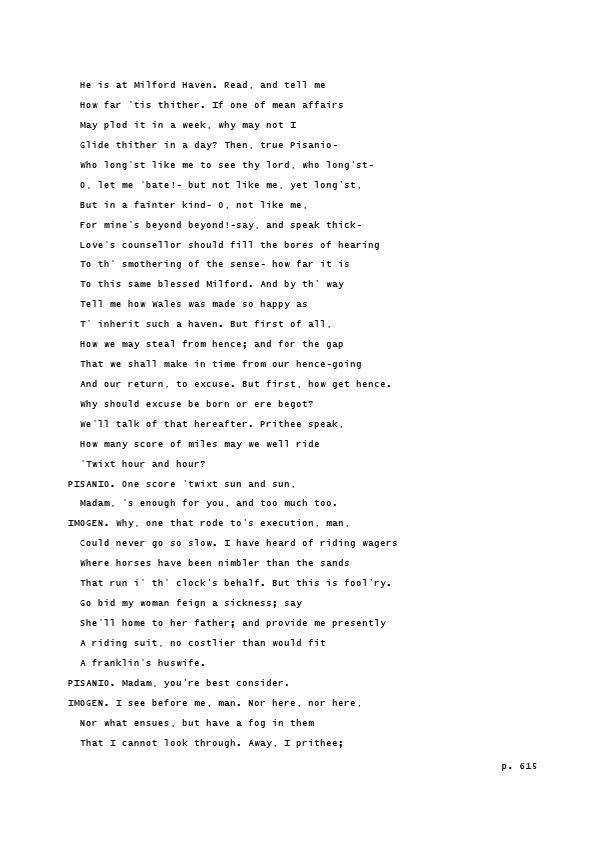 He is at Milford Haven. Read, and tell me
How far 'tis thither. If one of mean affairs
May plod it in a week, why may not I
Glide thither in a day? Then, true Pisanio-
Who long'st like me to see thy lord, who long'st-
O, let me 'bate!- but not like me, yet long'st,
But in a fainter kind- O, not like me,
For mine's beyond beyond!-say, and speak thick-
Love's counsellor should fill the bores of hearing
To th' smothering of the sense- how far it is
To this same blessed Milford. And by th' way
Tell me how Wales was made so happy as
T' inherit such a haven. But first of all,
How we may steal from hence; and for the gap
That we shall make in time from our hence-going
And our return, to excuse. But first, how get hence.
Why should excuse be born or ere begot?
We'll talk of that hereafter. Prithee speak,
How many score of miles may we well ride
'Twixt hour and hour?
PISANIO. One score 'twixt sun and sun,
Madam, 's enough for you, and too much too.
IMOGEN. Why, one that rode to's execution, man,
Could never go so slow. I have heard of riding wagers
Where horses have been nimbler than the sands
That run i' th' clock's behalf. But this is fool'ry.
Go bid my woman feign a sickness; say
She'll home to her father; and provide me presently
A riding suit, no costlier than would fit
A franklin's huswife.
PISANIO. Madam, you're best consider.
IMOGEN. I see before me, man. Nor here, nor here,
Nor what ensues, but have a fog in them
That I cannot look through. Away, I prithee;
p. 615